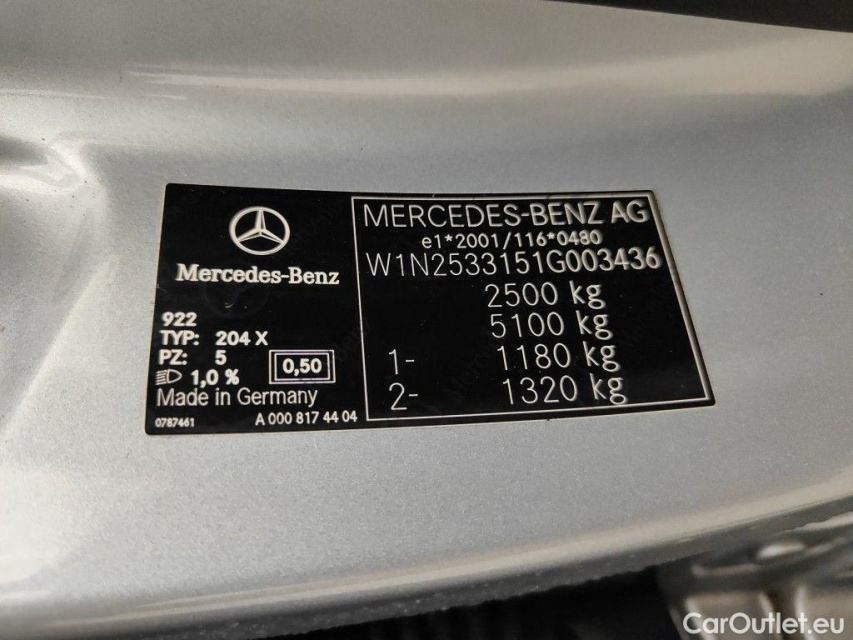 Mercedes-Benz
922
TYP: 204 X
PZ: 5
0,50
1,0 %
Made in Germany
0787461
A 000 817 44 04
MERCEDES-BENZ AG
e1*2001/116*0480
W1N2533151G003436
2500 kg
5100 kg
1- 1180 kg
2- 1320 kg
CarOutlet.eu